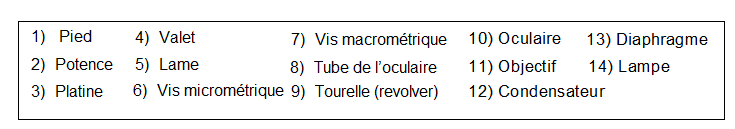 1) Pied
2) Potence
3) Platine
4) Valet
5) Lame
6) Vis micrométrique
7) Vis macrométrique
8) Tube de l’oculaire
9) Tourelle (revolver)
10) Oculaire
11) Objectif
12) Condensateur
13) Diaphragme
14) Lampe